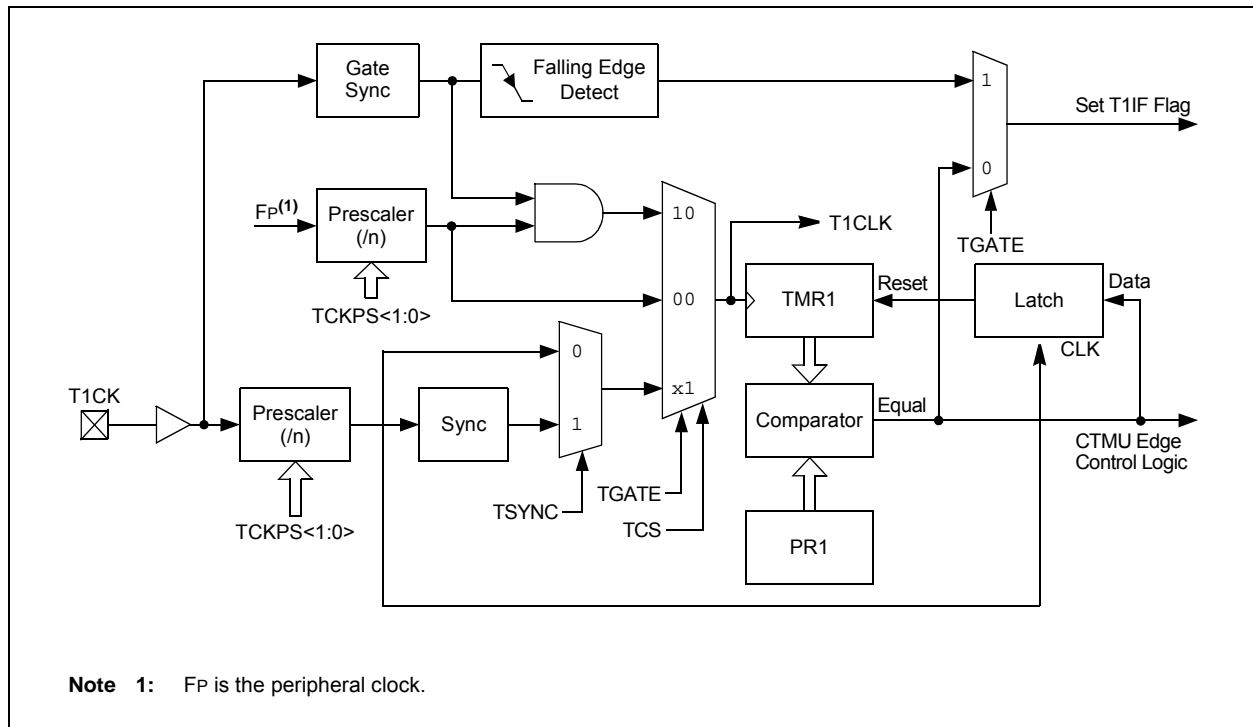 Gate
Sync
Falling Edge
Detect
1
Set T1IF Flag
0
FP(1)
Prescaler
(/n)
10
T1CLK
TGATE
TCKPS<1:0>
00
TMR1
Reset
Latch
Data
CLK
0
T1CK
Prescaler
(/n)
Sync
1
x1
Comparator
Equal
CTMU Edge
Control Logic
TGATE
TSYNC
TCS
TCKPS<1:0>
PR1
Note 1: FP is the peripheral clock.